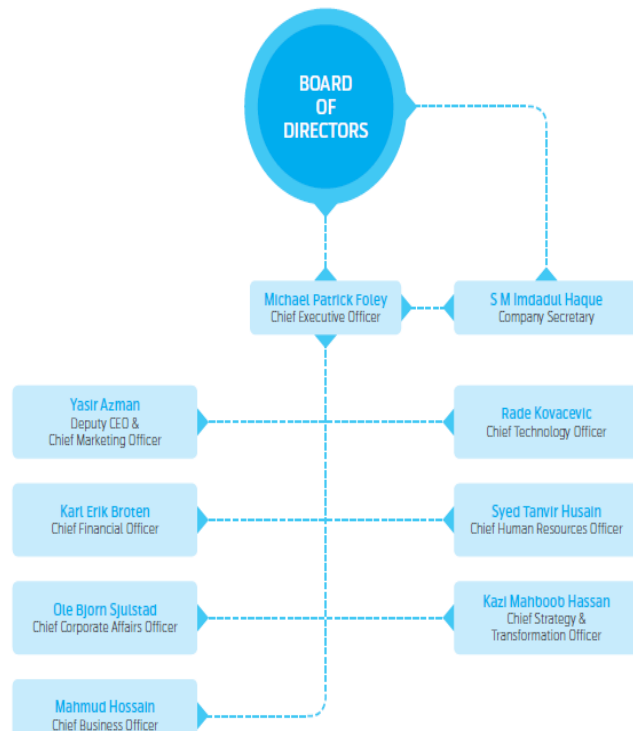 BOARD
OF
DIRECTORS
Michael Patrick Foley
Chief Executive Officer
S M Imdadul Haque
Company Secretary
Yasir Azman
Deputy CEO &
Chief Marketing Officer
Rade Kovacevic
Chief Technology Officer
Karl Erik Broten
Chief Financial Officer
Syed Tanvir Husain
Chief Human Resources Officer
Ole Bjorn Sjulstad
Chief Corporate Affairs Officer
Kazi Mahboob Hassan
Chief Strategy &
Transformation Officer
Mahmud Hossain
Chief Business Officer